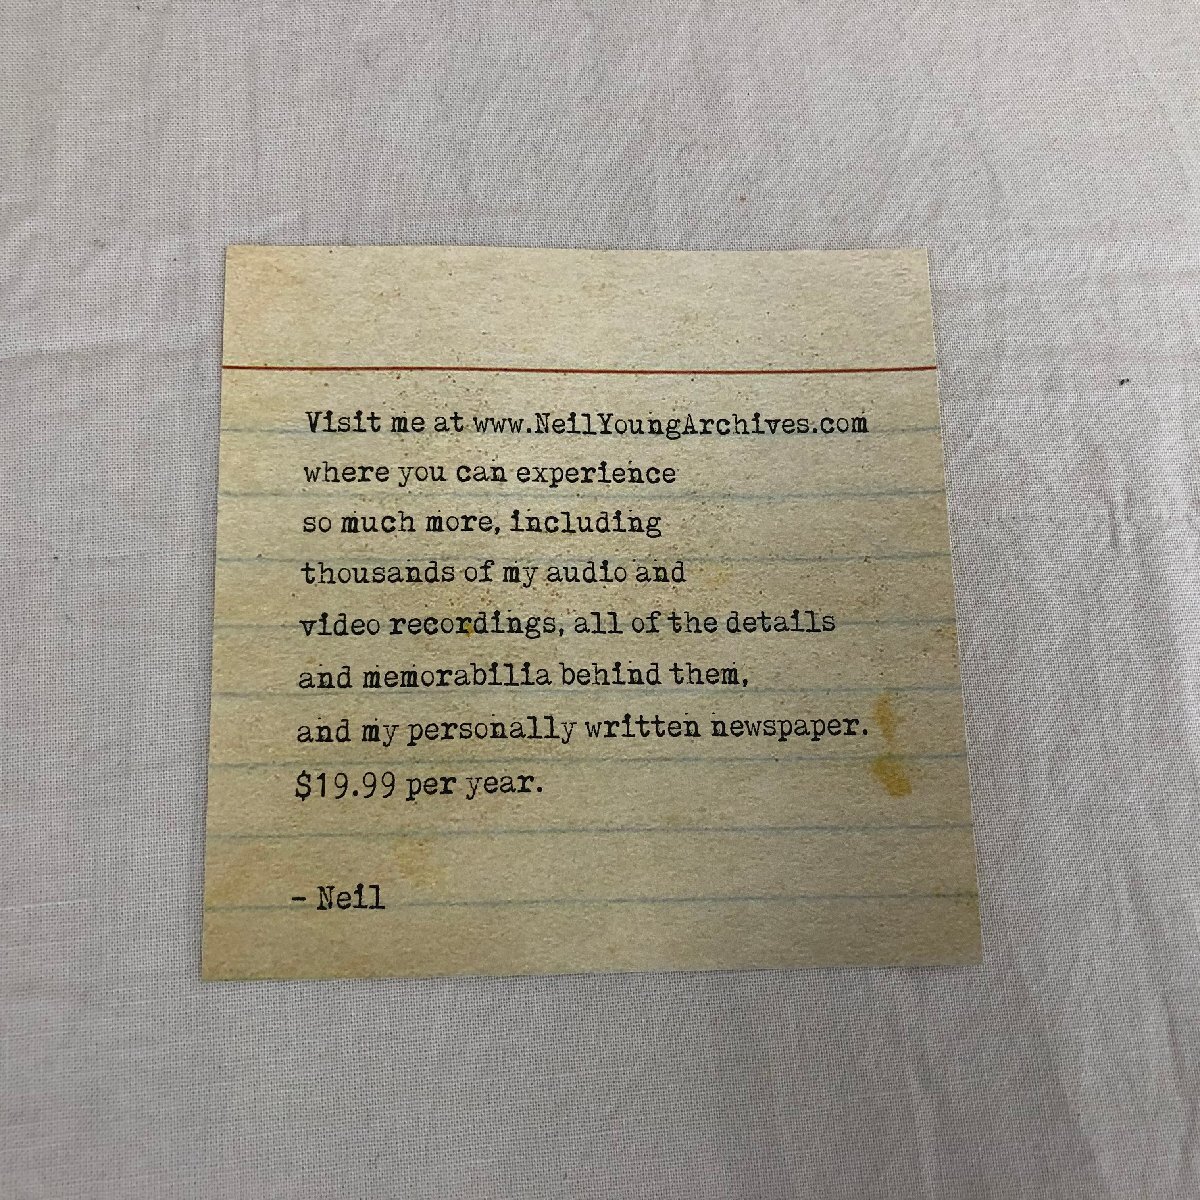 Visit me at www.NeilYoungArchives.com
where you can experience
so much more, including
thousands of my audio and
video recordings, all of the details
and memorabilia behind them,
and my personally written newspaper.
$19.99 per year.
- Neil